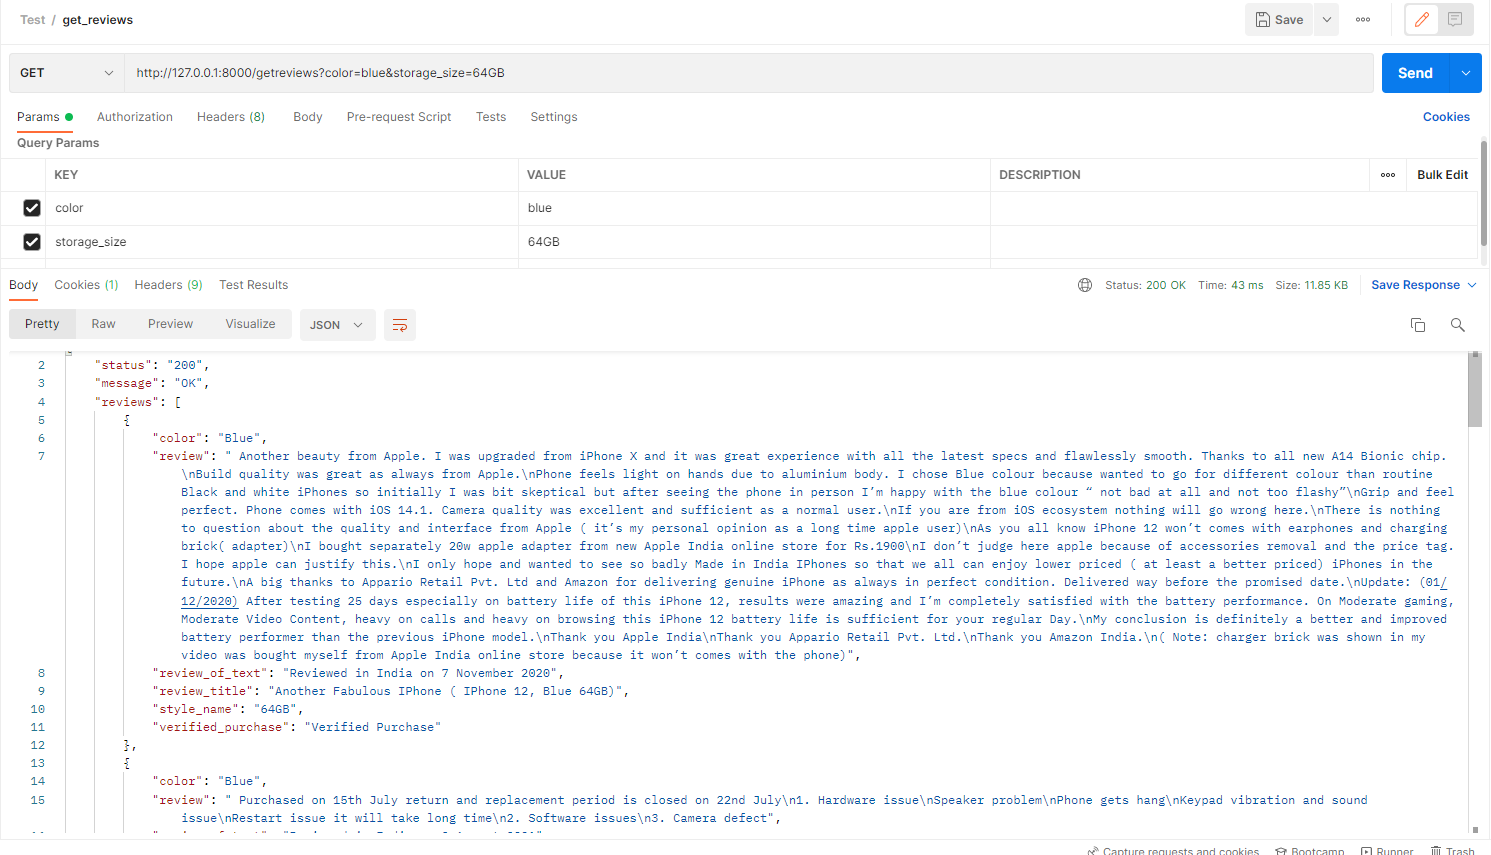 Test / get_reviews
Save
GET
http://127.0.0.1:8000/getreviews?color=blue&storage_size=64GB
Send
Params
Authorization
Headers (8)
Body
Pre-request Script
Tests
Settings
Cookies
Query Params
KEY
VALUE
DESCRIPTION
Bulk Edit
color
blue
storage_size
64GB
Body
Cookies (1)
Headers (9)
Test Results
Status: 200 OK
Time: 43 ms
Size: 11.85 KB
Save Response
Pretty
Raw
Preview
Visualize
JSON
2 "status": "200",
3 "message": "OK",
4 "reviews": [
5 {
6 "color": "Blue",
7 "review": " Another beauty from Apple. I was upgraded from iPhone X and it was great experience with all the latest specs and flawlessly smooth. Thanks to all new A14 Bionic chip.
\nBuild quality was great as always from Apple.\nPhone feels light on hands due to aluminium body. I chose Blue colour because wanted to go for different colour than routine
Black and white iPhones so initially I was bit skeptical but after seeing the phone in person I’m happy with the blue colour “ not bad at all and not too flashy”\nGrip and feel
perfect. Phone comes with iOS 14.1. Camera quality was excellent and sufficient as a normal user.\nIf you are from iOS ecosystem nothing will go wrong here.\nThere is nothing
to question about the quality and interface from Apple ( it’s my personal opinion as a long time apple user)\nAs you all know iPhone 12 won’t comes with earphones and charging
brick( adapter)\nI bought separately 20w apple adapter from new Apple India online store for Rs.1900\nI don’t judge here apple because of accessories removal and the price tag.
I hope apple can justify this.\nI only hope and wanted to see so badly Made in India IPhones so that we all can enjoy lower priced ( at least a better priced) iPhones in the
future.\nA big thanks to Appario Retail Pvt. Ltd and Amazon for delivering genuine iPhone as always in perfect condition. Delivered way before the promised date.\nUpdate: (01/
12/2020) After testing 25 days especially on battery life of this iPhone 12, results were amazing and I’m completely satisfied with the battery performance. On Moderate gaming,
Moderate Video Content, heavy on calls and heavy on browsing this iPhone 12 battery life is sufficient for your regular Day.\nMy conclusion is definitely a better and improved
battery performer than the previous iPhone model.\nThank you Apple India\nThank you Appario Retail Pvt. Ltd.\nThank you Amazon India.\n( Note: charger brick was shown in my
video was bought myself from Apple India online store because it won’t comes with the phone)",
8 "review_of_text": "Reviewed in India on 7 November 2020",
9 "review_title": "Another Fabulous IPhone ( IPhone 12, Blue 64GB)",
10 "style_name": "64GB",
11 "verified_purchase": "Verified Purchase"
12 },
13 {
14 "color": "Blue",
15 "review": " Purchased on 15th July return and replacement period is closed on 22nd July\n1. Hardware issue\nSpeaker problem\nPhone gets hang\nKeypad vibration and sound
issue\nRestart issue it will take long time\n2. Software issues\n3. Camera defect",
Capture requests and cookies
Bootcamp
Runner
Trash